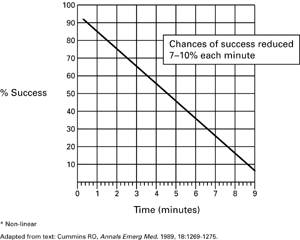 100
90
80
70
60
50
40
30
20
10
% Success
Chances of success reduced
7–10% each minute
0 1 2 3 4 5 6 7 8 9
Time (minutes)
* Non-linear
Adapted from text: Cummins RO, Annals Emerg Med. 1989, 18:1269-1275.